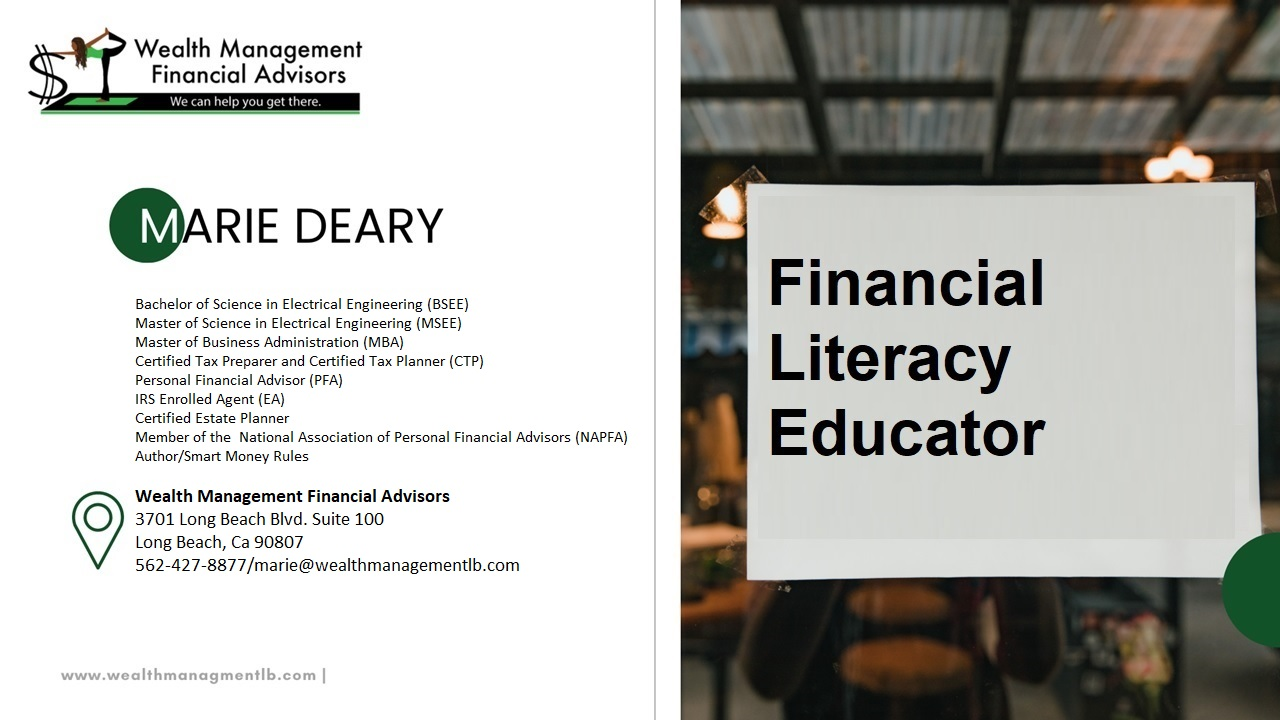 Wealth Management
Financial Advisors
We can help you get there.
MARIE DEARY
Bachelor of Science in Electrical Engineering (BSEE)
Master of Science in Electrical Engineering (MSEE)
Master of Business Administration (MBA)
Certified Tax Preparer and Certified Tax Planner (CTP)
Personal Financial Advisor (PFA)
IRS Enrolled Agent (EA)
Certified Estate Planner
Member of the  National Association of Personal Financial Advisors (NAPFA)
Author/Smart Money Rules
Wealth Management Financial Advisors
3701 Long Beach Blvd. Suite 100
Long Beach, Ca 90807
562-427-8877/marie@wealthmanagementlb.com
www.wealthmanagmentlb.com |
Financial
Literacy
Educator